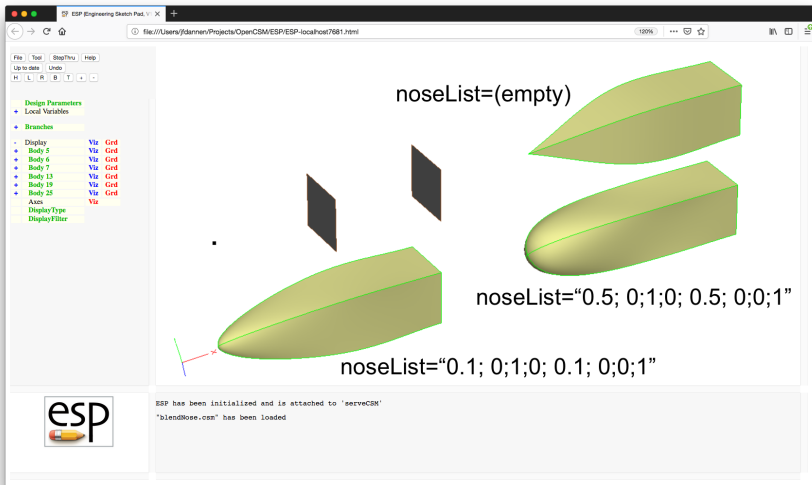 ESP (Engineering Sketch Pad, V
file:///Users/jfdannen/Projects/OpenCSM/ESP/ESP-localhost7681.html
120%
File Tool StepThru Help
Up to date Undo
H L R B T + -
Design Parameters
+ Local Variables
+ Branches
- Display Viz Grd
+ Body 5 Viz Grd
+ Body 6 Viz Grd
+ Body 7 Viz Grd
+ Body 13 Viz Grd
+ Body 19 Viz Grd
+ Body 25 Viz Grd
Axes Viz
DisplayType
DisplayFilter
noseList=(empty)
noseList=“0.5; 0;1;0; 0.5; 0;0;1”
x
noseList=“0.1; 0;1;0; 0.1; 0;0;1”
esp
ESP has been initialized and is attached to 'serveCSM'
"blendNose.csm" has been loaded